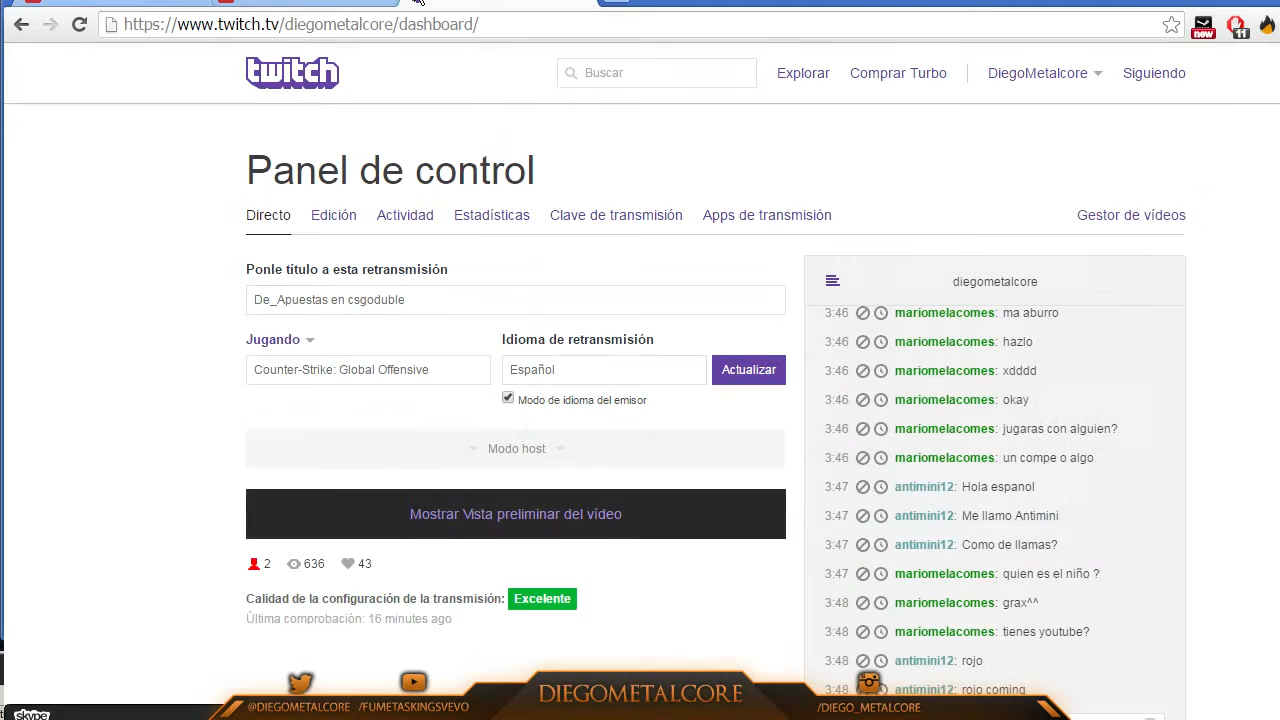 https://www.twitch.tv/diegometalcore/dashboard/
new
11
twitch
Buscar
Explorar
Comprar Turbo
DiegoMetalcore
Siguiendo
Panel de control
Directo
Edición
Actividad
Estadísticas
Clave de transmisión
Apps de transmisión
Gestor de vídeos
Ponle título a esta retransmisión
De_Apuestas en csgoduble
Jugando
Idioma de retransmisión
Counter-Strike: Global Offensive
Español
Actualizar
Modo de idioma del emisor
Modo host
Mostrar Vista preliminar del vídeo
2
636
43
Calidad de la configuración de la transmisión: Excelente
Última comprobación: 16 minutes ago
diegometalcore
3:46 mariomelacomes: ma aburro
3:46 mariomelacomes: hazlo
3:46 mariomelacomes: xdddd
3:46 mariomelacomes: okay
3:46 mariomelacomes: jugaras con alguien?
3:46 mariomelacomes: un compe o algo
3:47 antimini12: Hola espanol
3:47 antimini12: Me llamo Antimini
3:47 antimini12: Como de llamas?
3:47 mariomelacomes: quien es el niño ?
3:48 mariomelacomes: grax^^
3:48 mariomelacomes: tienes youtube?
3:48 antimini12: rojo
3:48 antimini12: rojo coming
@DIEGOMETALCORE
/FUMETASKINGSVEVO
DIEGOMETALCORE
/DIEGO_METALCORE
skype